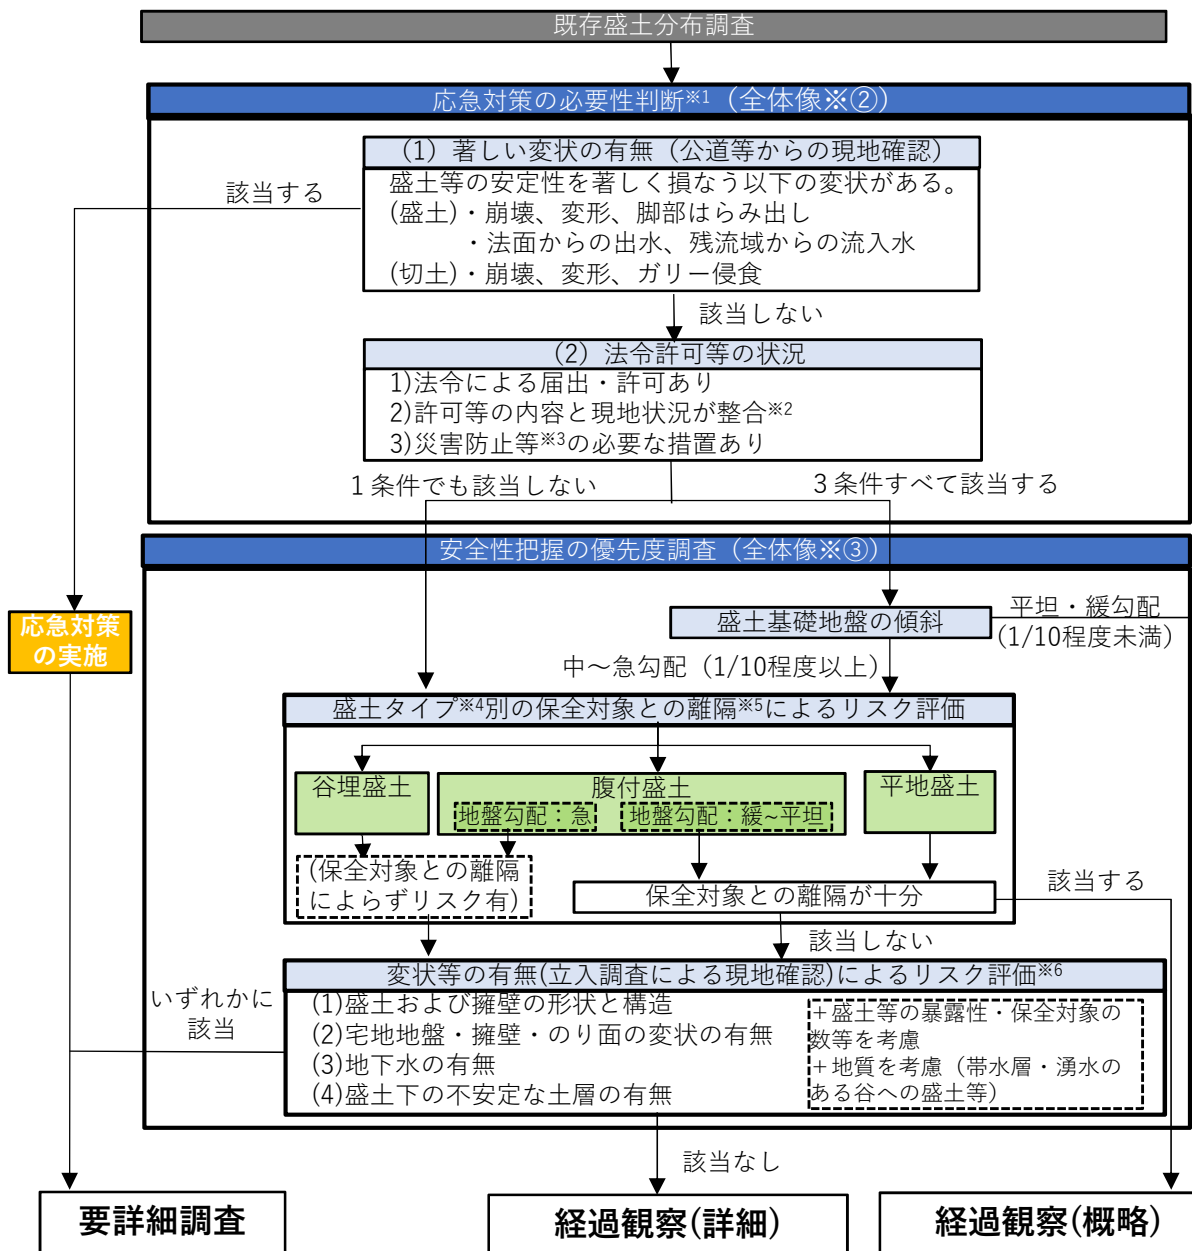 既存盛土分布調査
応急対策の必要性判断※1（全体像※②）
(1) 著しい変状の有無（公道等からの現地確認）
盛土等の安定性を著しく損なう以下の変状がある。
(盛土)・崩壊、変形、脚部はらみ出し
・法面からの出水、残流域からの流入水
(切土)・崩壊、変形、ガリー侵食
該当する
該当しない
(2) 法令許可等の状況
1)法令による届出・許可あり
2)許可等の内容と現地状況が整合※2
3)災害防止等※3の必要な措置あり
１条件でも該当しない
３条件すべて該当する
安全性把握の優先度調査（全体像※③）
応急対策
の実施
盛土基礎地盤の傾斜
平坦・緩勾配
(1/10程度未満)
中～急勾配（1/10程度以上）
盛土タイプ※4別の保全対象との離隔※5によるリスク評価
谷埋盛土
腹付盛土
地盤勾配：急
地盤勾配：緩~平坦
平地盛土
(保全対象との離隔
によらずリスク有)
保全対象との離隔が十分
該当する
該当しない
変状等の有無(立入調査による現地確認)によるリスク評価※6
(1)盛土および擁壁の形状と構造
(2)宅地地盤・擁壁・のり面の変状の有無
(3)地下水の有無
(4)盛土下の不安定な土層の有無
＋盛土等の暴露性・保全対象の
数等を考慮
＋地質を考慮（帯水層・湧水の
ある谷への盛土等）
いずれかに
該当
該当なし
要詳細調査
経過観察(詳細)
経過観察(概略)